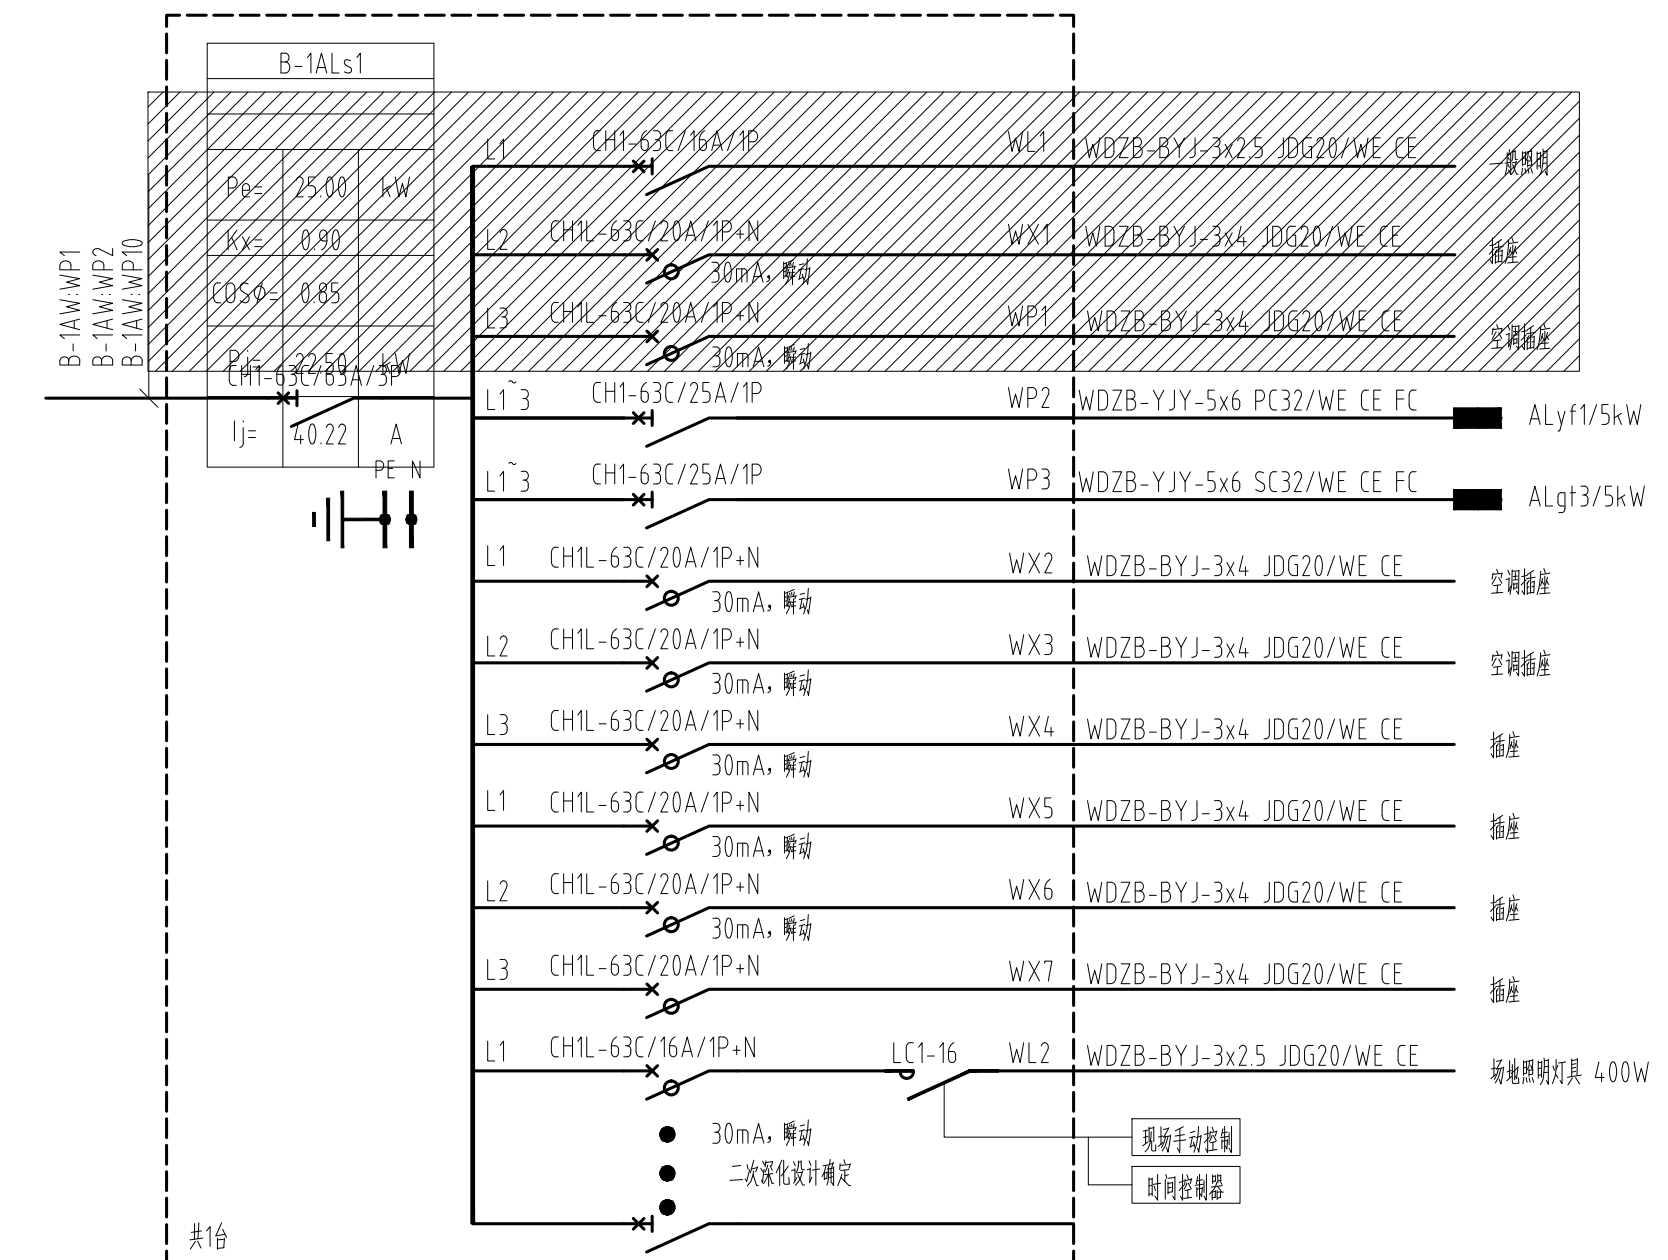 B-1ALs1
Pe= 25.00 kW
Kx= 0.90
COSφ= 0.85
Pj= 22.50 kW
Ij= 40.22 A
B-1AW:WP1
B-1AW:WP2
B-1AW:WP10
CH1-63C/63A/3P
PE N
L1 CH1-63C/16A/1P WL1 WDZB-BYJ-3x2.5 JDG20/WE CE 一般照明
L2 CH1L-63C/20A/1P+N WX1 WDZB-BYJ-3x4 JDG20/WE CE 插座
30mA,瞬动
L3 CH1L-63C/20A/1P+N WP1 WDZB-BYJ-3x4 JDG20/WE CE 空调插座
30mA,瞬动
L1~3 CH1-63C/25A/1P WP2 WDZB-YJY-5x6 PC32/WE CE FC ALyf1/5kW
L1~3 CH1-63C/25A/1P WP3 WDZB-YJY-5x6 SC32/WE CE FC ALgt3/5kW
L1 CH1L-63C/20A/1P+N WX2 WDZB-BYJ-3x4 JDG20/WE CE 空调插座
30mA,瞬动
L2 CH1L-63C/20A/1P+N WX3 WDZB-BYJ-3x4 JDG20/WE CE 空调插座
30mA,瞬动
L3 CH1L-63C/20A/1P+N WX4 WDZB-BYJ-3x4 JDG20/WE CE 插座
30mA,瞬动
L1 CH1L-63C/20A/1P+N WX5 WDZB-BYJ-3x4 JDG20/WE CE 插座
30mA,瞬动
L2 CH1L-63C/20A/1P+N WX6 WDZB-BYJ-3x4 JDG20/WE CE 插座
30mA,瞬动
L3 CH1L-63C/20A/1P+N WX7 WDZB-BYJ-3x4 JDG20/WE CE 插座
L1 CH1L-63C/16A/1P+N LC1-16 WL2 WDZB-BYJ-3x2.5 JDG20/WE CE 场地照明灯具 400W
30mA,瞬动
现场手动控制
二次深化设计确定
时间控制器
共1台